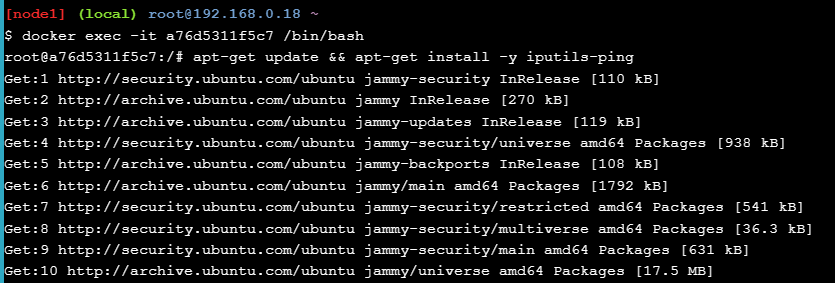 [node1] (local) root@192.168.0.18 ~
$ docker exec -it a76d5311f5c7 /bin/bash
root@a76d5311f5c7:/# apt-get update && apt-get install -y iputils-ping
Get:1 http://security.ubuntu.com/ubuntu jammy-security InRelease [110 kB]
Get:2 http://archive.ubuntu.com/ubuntu jammy InRelease [270 kB]
Get:3 http://archive.ubuntu.com/ubuntu jammy-updates InRelease [119 kB]
Get:4 http://security.ubuntu.com/ubuntu jammy-security/universe amd64 Packages [938 kB]
Get:5 http://archive.ubuntu.com/ubuntu jammy-backports InRelease [108 kB]
Get:6 http://archive.ubuntu.com/ubuntu jammy/main amd64 Packages [1792 kB]
Get:7 http://security.ubuntu.com/ubuntu jammy-security/restricted amd64 Packages [541 kB]
Get:8 http://security.ubuntu.com/ubuntu jammy-security/multiverse amd64 Packages [36.3 kB]
Get:9 http://security.ubuntu.com/ubuntu jammy-security/main amd64 Packages [631 kB]
Get:10 http://archive.ubuntu.com/ubuntu jammy/universe amd64 Packages [17.5 MB]